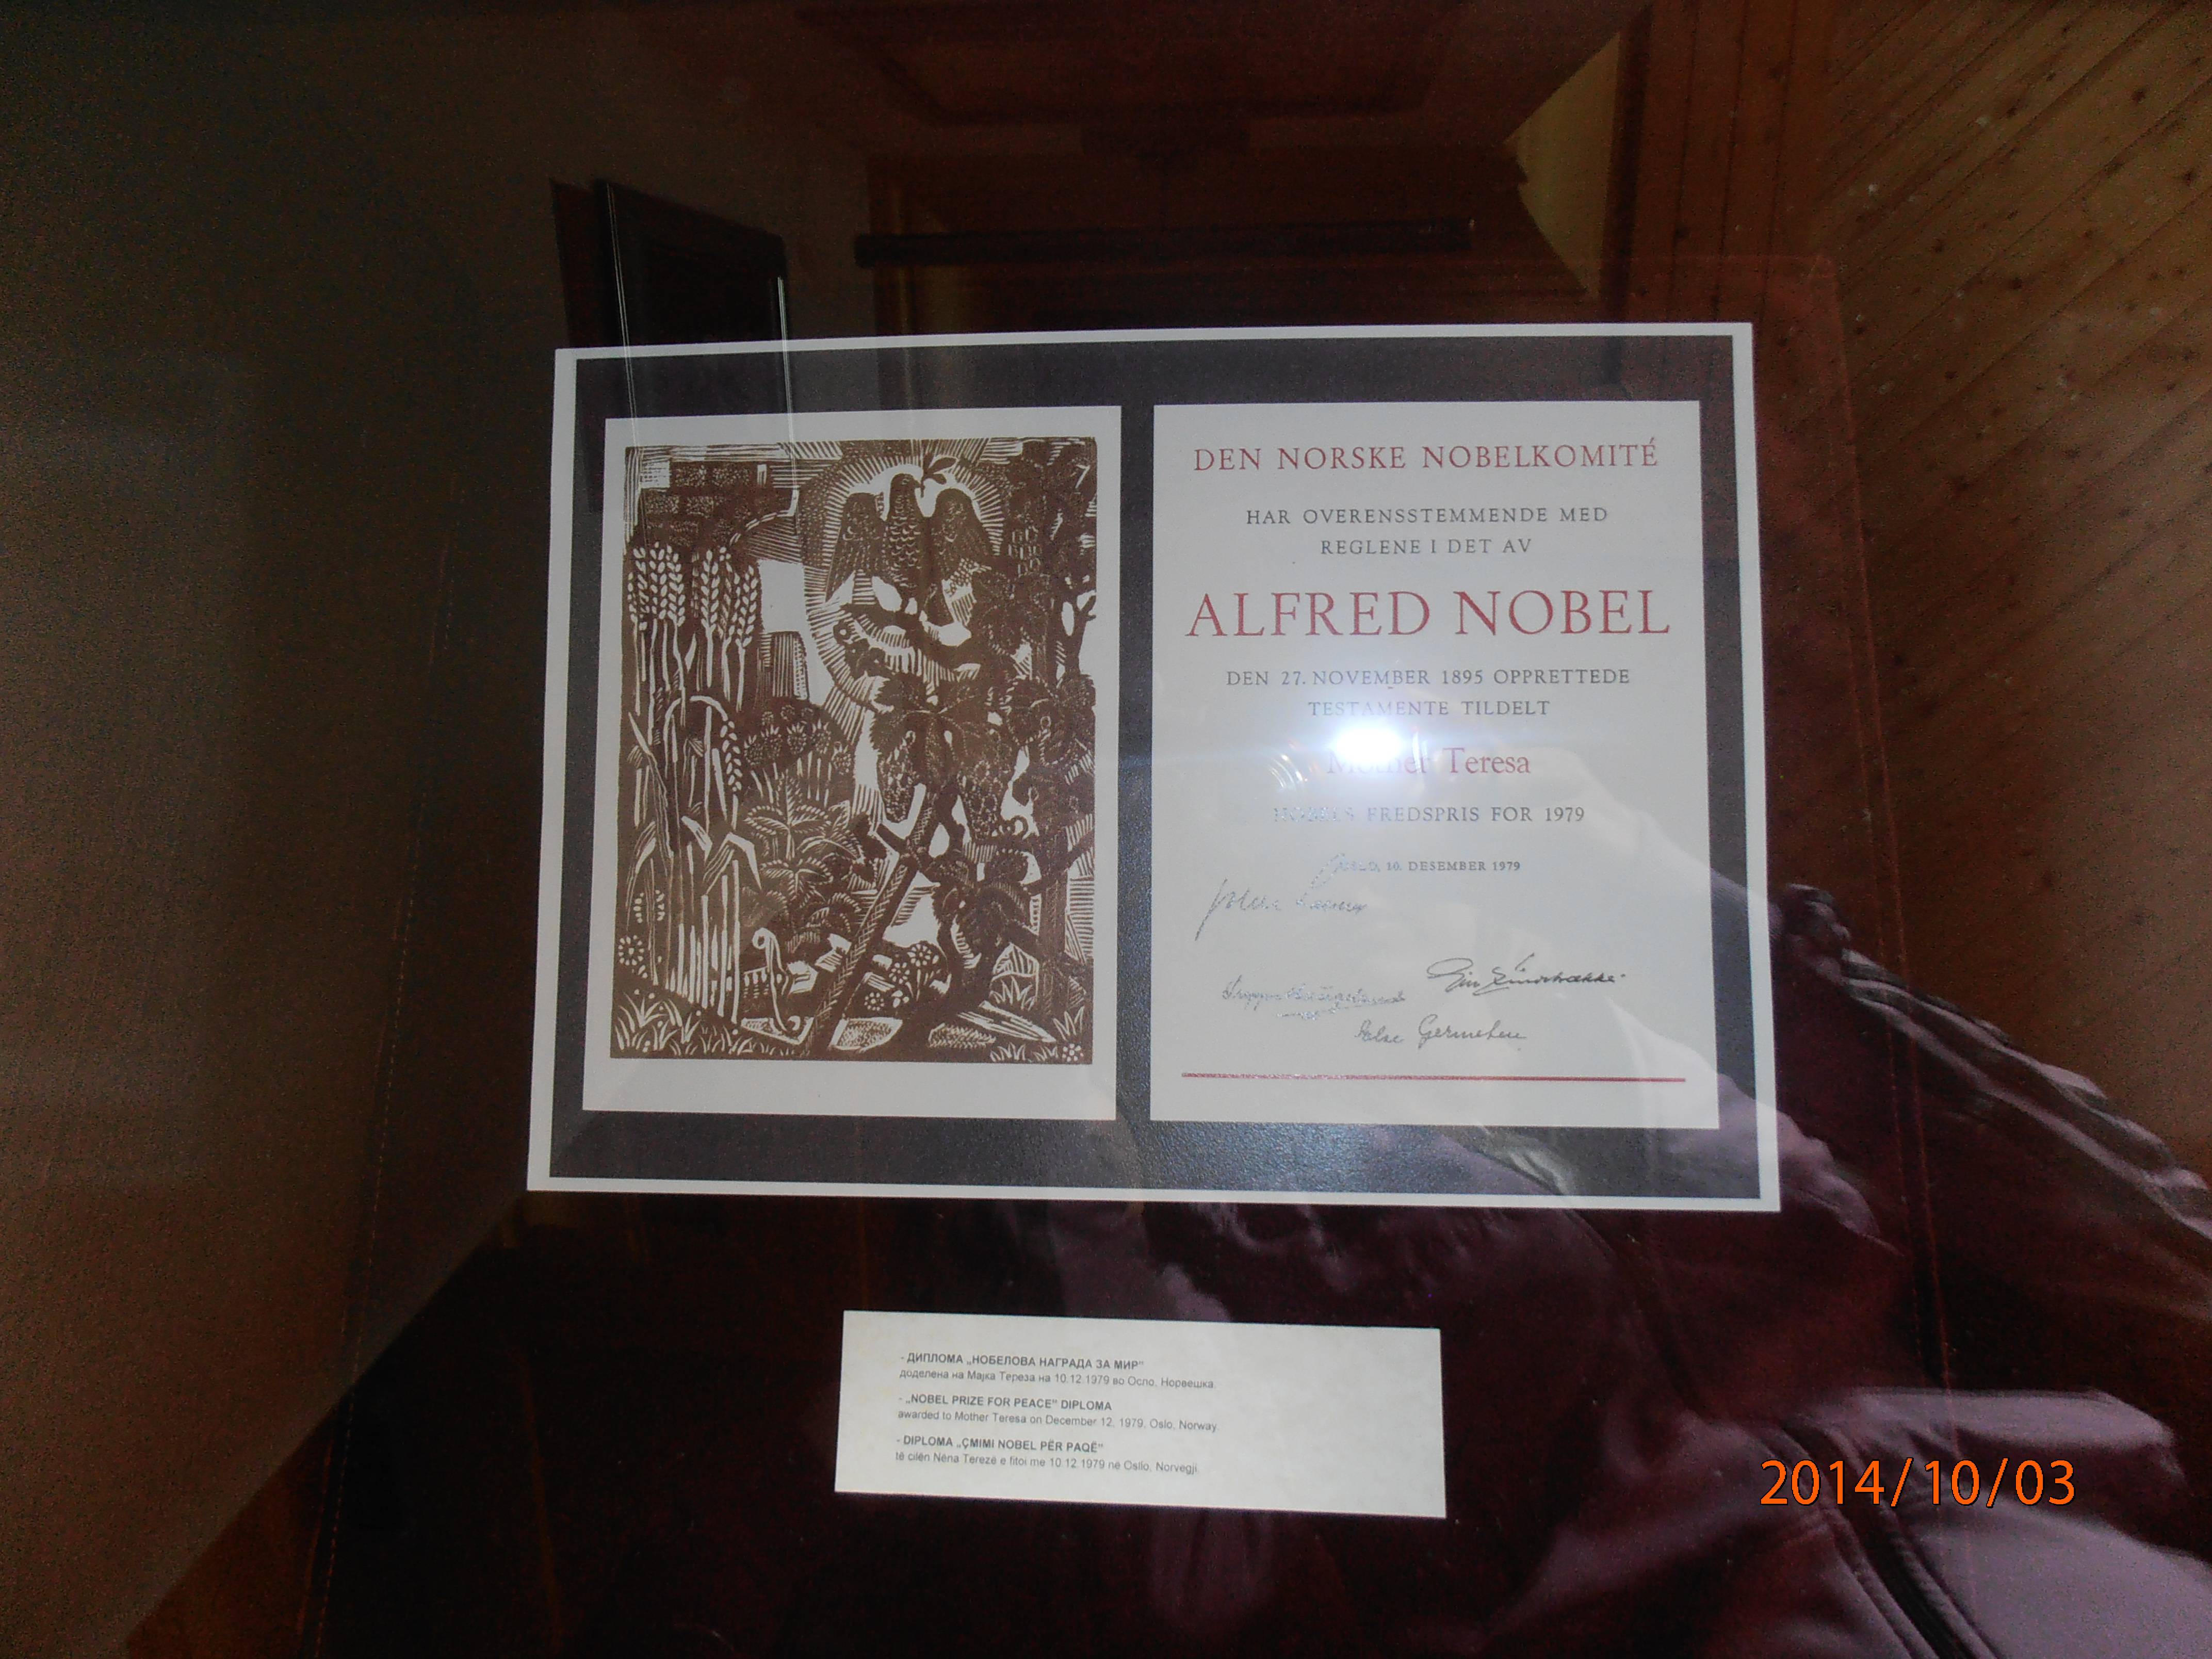 DEN NORSKE NOBELKOMITÉ
HAR OVERENSSTEMMENDE MED
REGLENE I DET AV
ALFRED NOBEL
DEN 27. NOVEMBER 1895 OPPRETTEDE
TESTAMENTE TILDELT
Mother Teresa
NOBELS FREDSPRIS FOR 1979
OSLO, 10. DESEMBER 1979
- ДИПЛОМА „НОБЕЛОВА НАГРАДА ЗА МИР“
доделена на Мајка Тереза на 10.12.1979 во Осло, Норвешка.
- „NOBEL PRIZE FOR PEACE" DIPLOMA
awarded to Mother Teresa on December 12, 1979, Oslo, Norway.
- DIPLOMA „ÇMIMI NOBEL PËR PAQË"
të cilën Nëna Terezë e fitoi me 10.12.1979 në Osllo, Norvegji.
2014/10/03